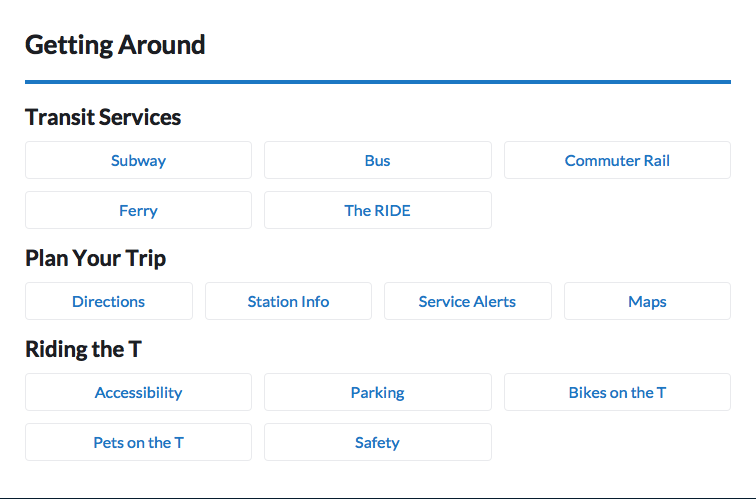 Getting Around
Transit Services
Subway Bus Commuter Rail
Ferry The RIDE
Plan Your Trip
Directions Station Info Service Alerts Maps
Riding the T
Accessibility Parking Bikes on the T
Pets on the T Safety